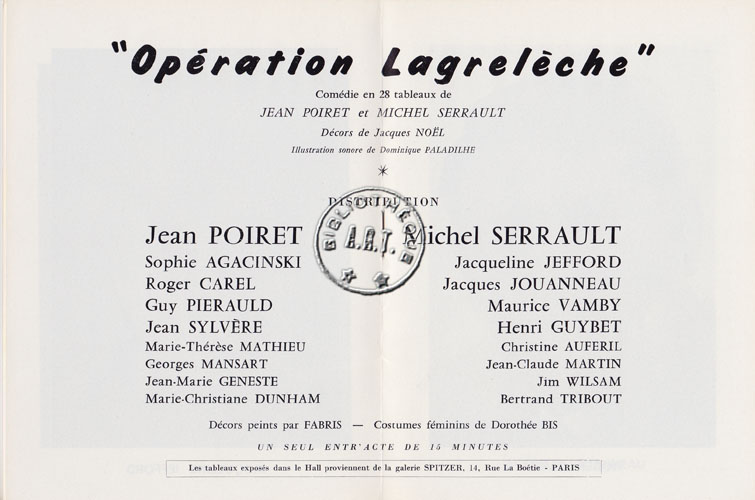 "Opération Lagrelèche"
Comédie en 28 tableaux de
JEAN POIRET et MICHEL SERRAULT
Décors de Jacques NOËL
Illustration sonore de Dominique PALADILHE
*
DISTRIBUTION
Jean POIRET Michel SERRAULT
Sophie AGACINSKI Jacqueline JEFFORD
Roger CAREL Jacques JOUANNEAU
Guy PIERAULD Maurice VAMBY
Jean SYLVÈRE Henri GUYBET
Marie-Thérèse MATHIEU Christine AUFERIL
Georges MANSART Jean-Claude MARTIN
Jean-Marie GENESTE Jim WILSAM
Marie-Christiane DUNHAM Bertrand TRIBOUT
BIBLIOTHÈQUE
A.R.T.
Décors peints par FABRIS — Costumes féminins de Dorothée BIS
UN SEUL ENTR'ACTE DE 15 MINUTES
Les tableaux exposés dans le Hall proviennent de la galerie SPITZER, 14, Rue La Boëtie - PARIS